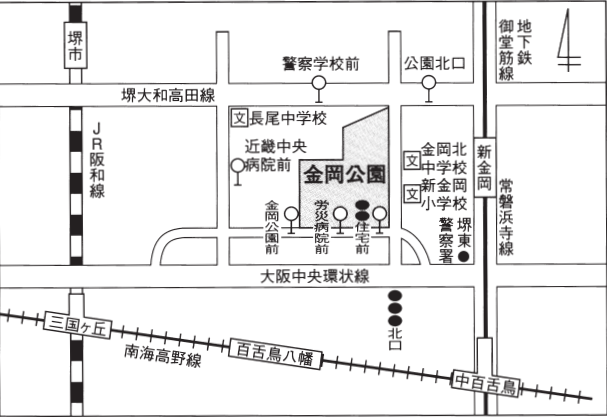 堺市
地下鉄
御堂筋線
警察学校前
公園北口
堺大和高田線
長尾中学校
文
JR阪和線
近畿中央
病院前
金岡公園
文
金岡北
中学校
文
新金岡
小学校
新金岡
常磐浜寺線
金岡公園前
労災病院前
●●住宅前
堺東
警察署
大阪中央環状線
●●●北口
三国ヶ丘
南海高野線
百舌鳥八幡
中百舌鳥